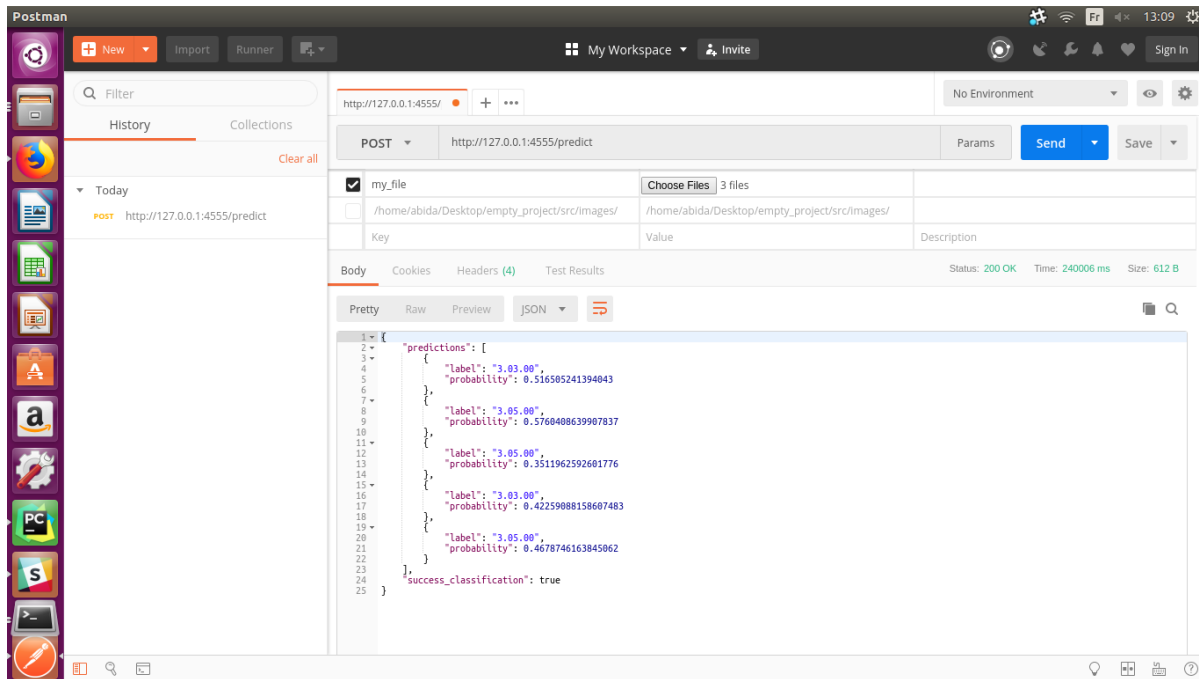 Postman
Fr
13:09
New
Import
Runner
My Workspace
Invite
Sign In
Filter
History
Collections
Clear all
Today
POST http://127.0.0.1:4555/predict
http://127.0.0.1:4555/
No Environment
POST
http://127.0.0.1:4555/predict
Params
Send
Save
my_file
Choose Files 3 files
/home/abida/Desktop/empty_project/src/images/
/home/abida/Desktop/empty_project/src/images/
Key
Value
Description
Body
Cookies
Headers (4)
Test Results
Status: 200 OK
Time: 240006 ms
Size: 612 B
Pretty
Raw
Preview
JSON
1 {
2 "predictions": [
3 {
4 "label": "3.03.00",
5 "probability": 0.516505241394043
6 },
7 {
8 "label": "3.05.00",
9 "probability": 0.5760408639907837
10 },
11 {
12 "label": "3.05.00",
13 "probability": 0.3511962592601776
14 },
15 {
16 "label": "3.03.00",
17 "probability": 0.42259088158607483
18 },
19 {
20 "label": "3.05.00",
21 "probability": 0.4678746163845062
22 }
23 ],
24 "success_classification": true
25 }
A
a
PC
S
>_
?